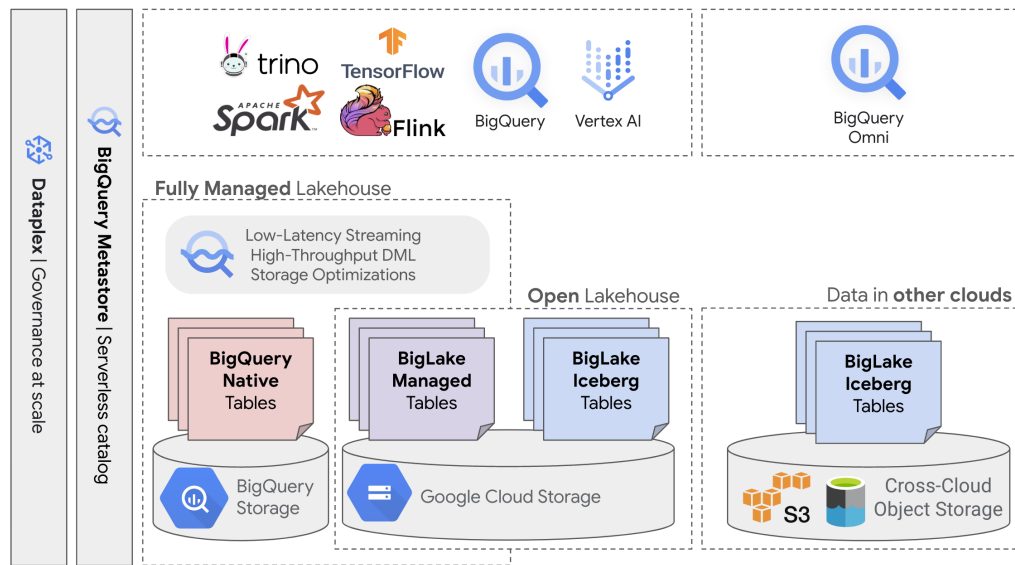 Dataplex | Governance at scale
BigQuery Metastore | Serverless catalog
trino
TensorFlow
APACHE
Spark™
Flink
BigQuery
Vertex AI
BigQuery
Omni
Fully Managed Lakehouse
Low-Latency Streaming
High-Throughput DML
Storage Optimizations
Open Lakehouse
Data in other clouds
BigQuery
Native
Tables
BigLake
Managed
Tables
BigLake
Iceberg
Tables
BigLake
Iceberg
Tables
BigQuery
Storage
Google Cloud Storage
S3
Cross-Cloud
Object Storage